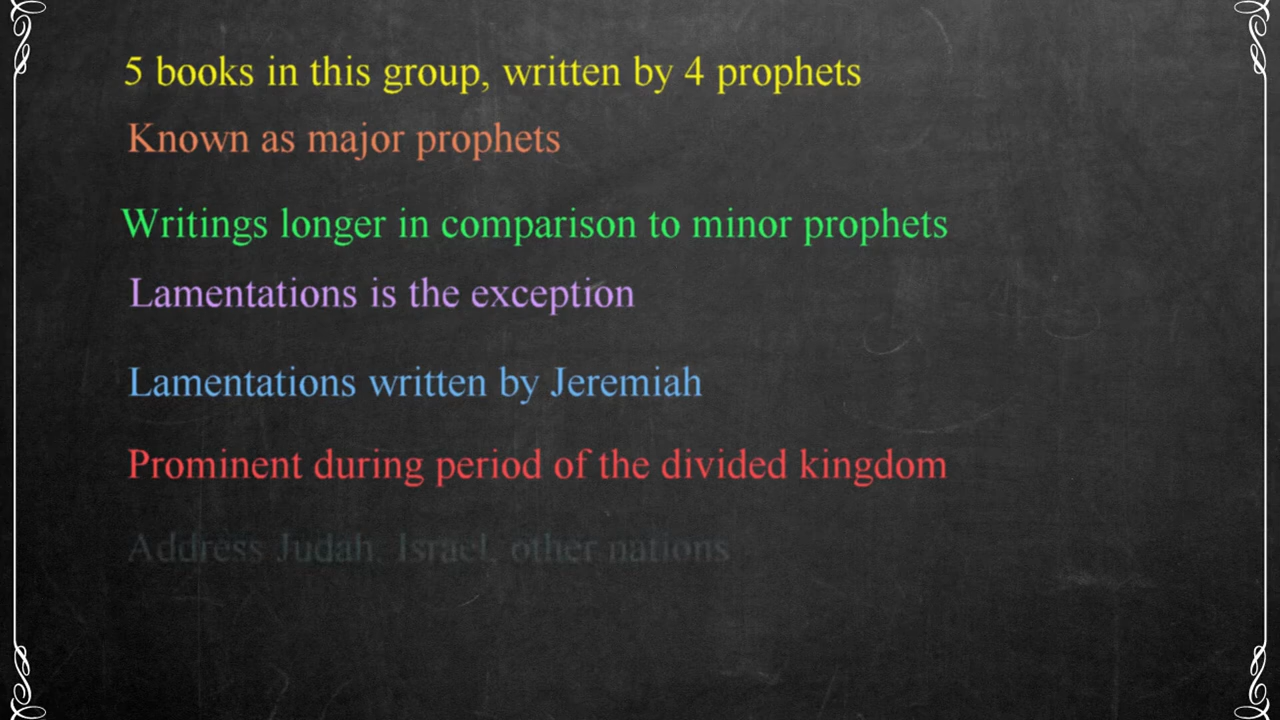 5 books in this group, written by 4 prophets
Known as major prophets
Writings longer in comparison to minor prophets
Lamentations is the exception
Lamentations written by Jeremiah
Prominent during period of the divided kingdom
Address Judah, Israel, other nations